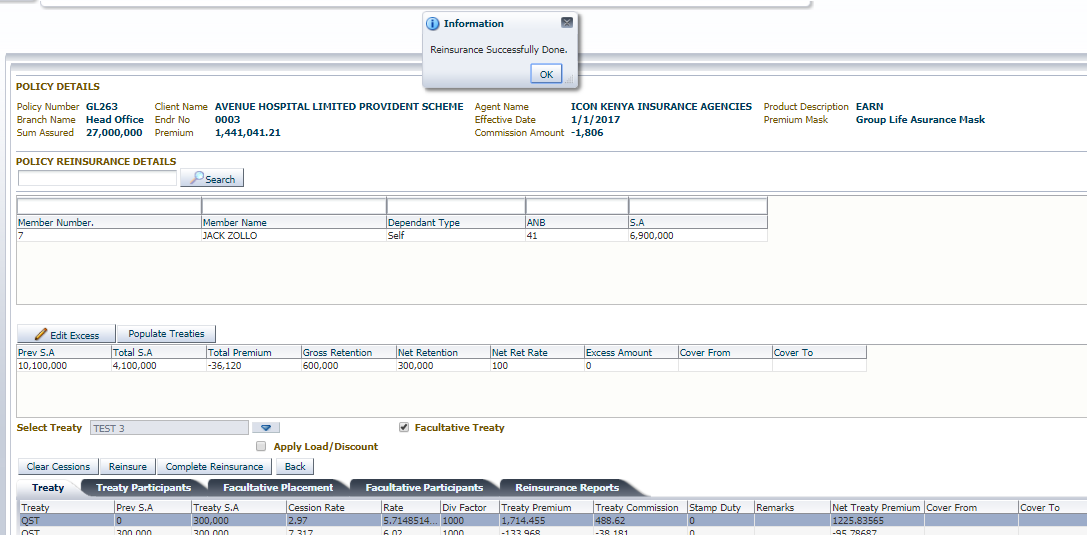 Information
Reinsurance Successfully Done.
OK
POLICY DETAILS
Policy Number GL263 Client Name AVENUE HOSPITAL LIMITED PROVIDENT SCHEME Agent Name ICON KENYA INSURANCE AGENCIES Product Description EARN
Branch Name Head Office Endr No 0003 Effective Date 1/1/2017 Premium Mask Group Life Asurance Mask
Sum Assured 27,000,000 Premium 1,441,041.21 Commission Amount -1,806
POLICY REINSURANCE DETAILS
Search
Member Number. Member Name Dependant Type ANB S.A
7 JACK ZOLLO Self 41 6,900,000
Edit Excess Populate Treaties
Prev S.A Total S.A Total Premium Gross Retention Net Retention Net Ret Rate Excess Amount Cover From Cover To
10,100,000 4,100,000 -36,120 600,000 300,000 100 0
Select Treaty TEST 3 Facultative Treaty
Apply Load/Discount
Clear Cessions Reinsure Complete Reinsurance Back
Treaty Treaty Participants Facultative Placement Facultative Participants Reinsurance Reports
Treaty Prev S.A Treaty S.A Cession Rate Rate Div Factor Treaty Premium Treaty Commission Stamp Duty Remarks Net Treaty Premium Cover From Cover To
QST 0 300,000 2.97 5.7148514... 1000 1,714.455 488.62 0 1225.83565
QST 300,000 300,000 7.317 6.02 1000 -133.968 -38.181 0 -95.78687